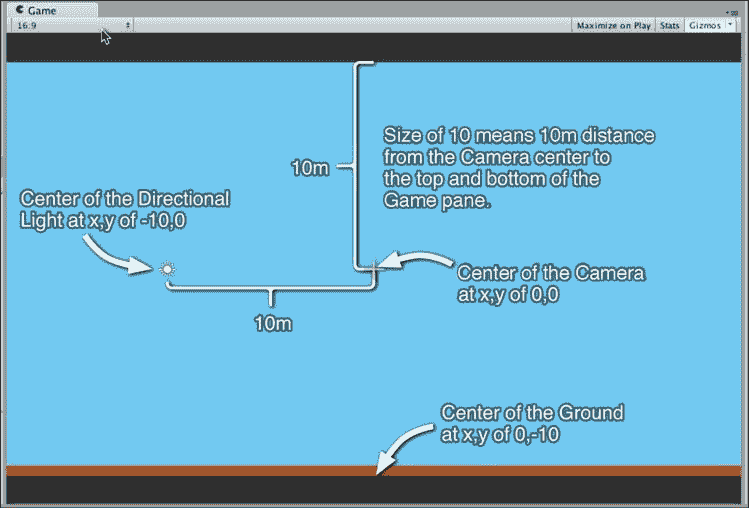 Game
16:9
Maximize on Play Stats Gizmos
Size of 10 means 10m distance
from the Camera center to
the top and bottom of the
Game pane.
10m
Center of the Directional
Light at x,y of -10,0
Center of the Camera
at x,y of 0,0
10m
Center of the Ground
at x,y of 0,-10